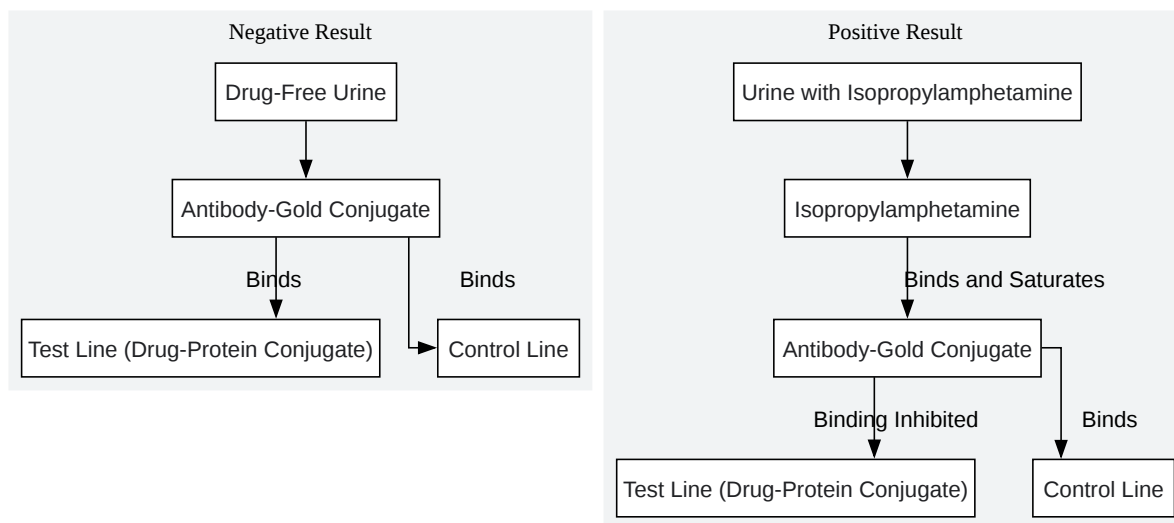 Negative Result
Drug-Free Urine
Antibody-Gold Conjugate
Binds
Binds
Test Line (Drug-Protein Conjugate)
Control Line
Positive Result
Urine with Isopropylamphetamine
Isopropylamphetamine
Binds and Saturates
Antibody-Gold Conjugate
Binding Inhibited
Binds
Test Line (Drug-Protein Conjugate)
Control Line